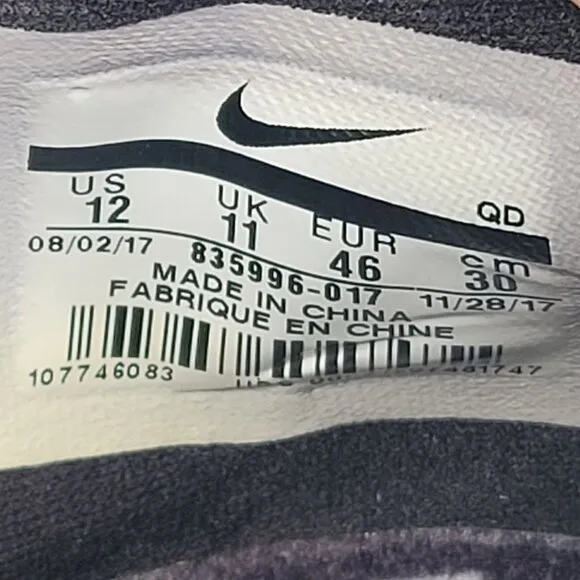 QD
US UK EUR cm
12 11 46 30
08/02/17 835996-017 11/28/17
MADE IN CHINA
FABRIQUE EN CHINE
107746083